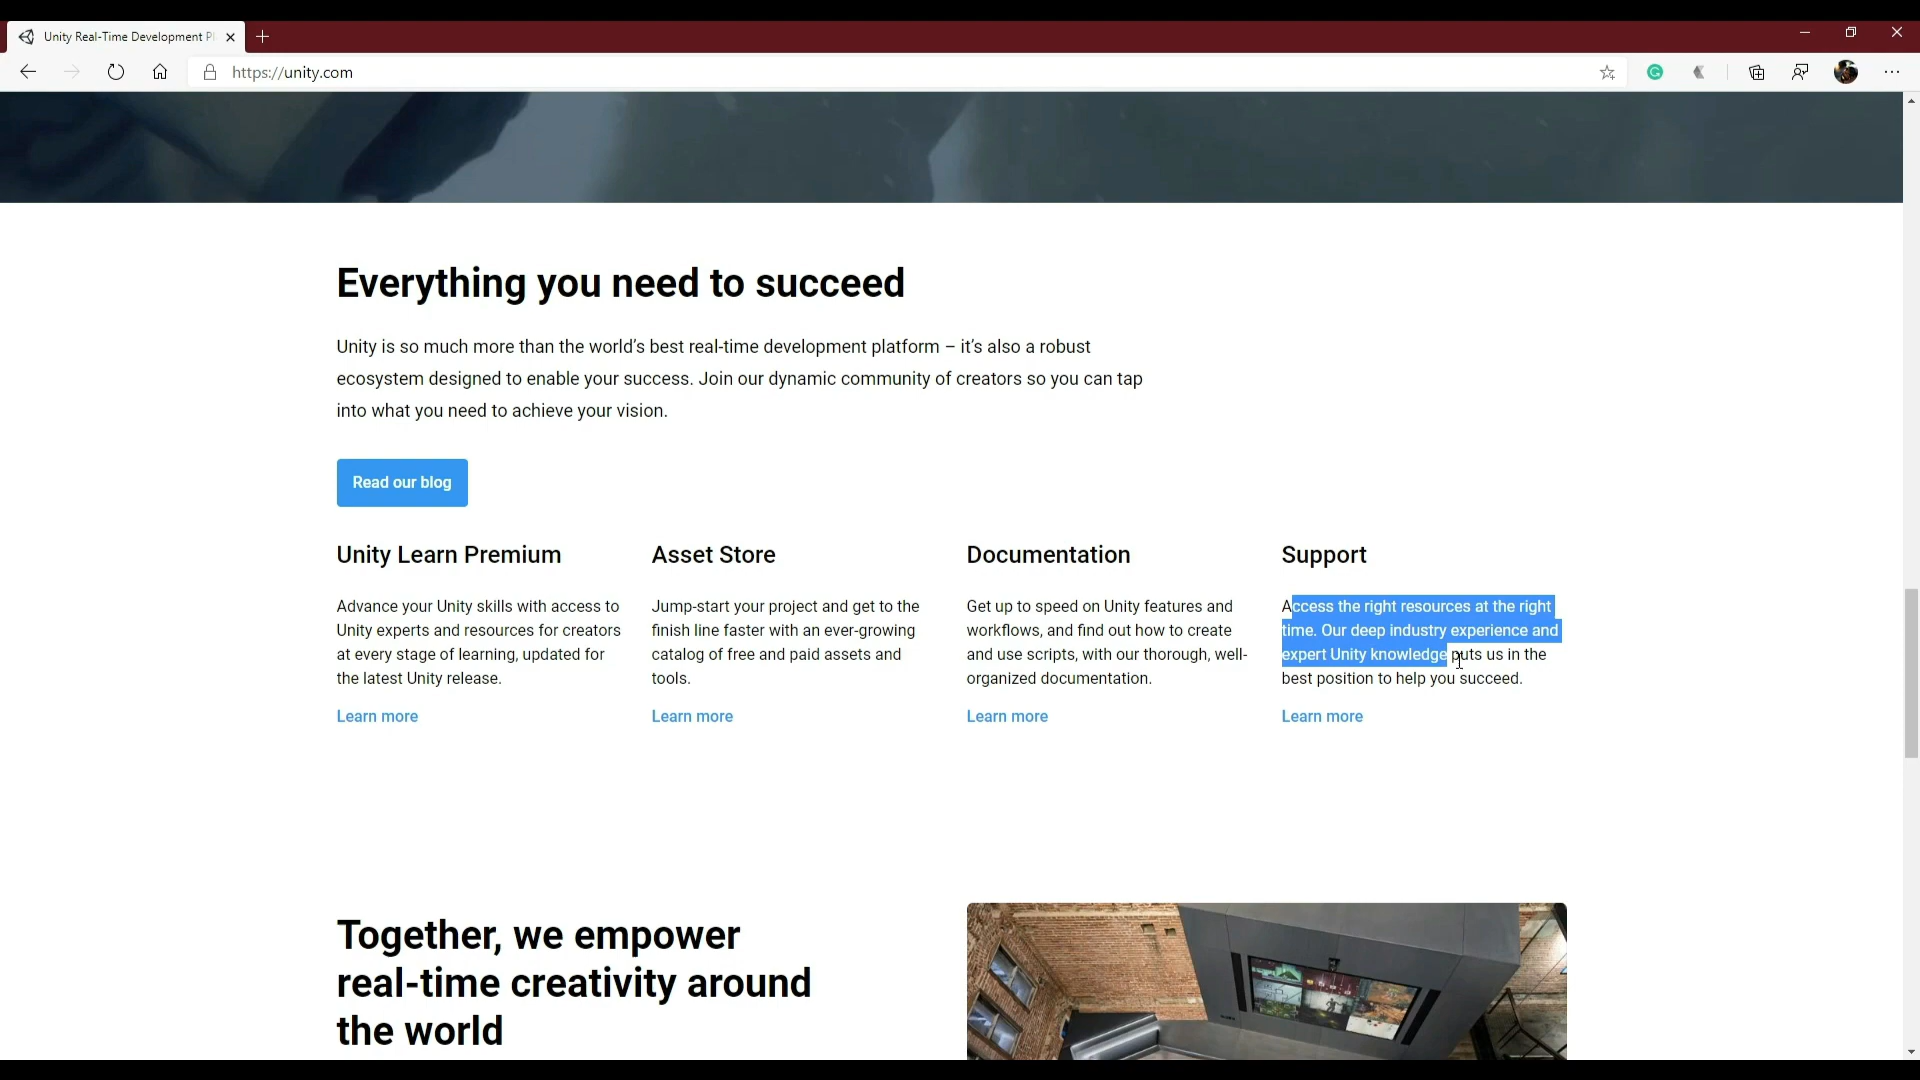 Unity Real-Time Development Pl
https://unity.com
Everything you need to succeed
Unity is so much more than the world's best real-time development platform – it's also a robust
ecosystem designed to enable your success. Join our dynamic community of creators so you can tap
into what you need to achieve your vision.
Read our blog
Unity Learn Premium
Advance your Unity skills with access to
Unity experts and resources for creators
at every stage of learning, updated for
the latest Unity release.
Learn more
Asset Store
Jump-start your project and get to the
finish line faster with an ever-growing
catalog of free and paid assets and
tools.
Learn more
Documentation
Get up to speed on Unity features and
workflows, and find out how to create
and use scripts, with our thorough, well-
organized documentation.
Learn more
Support
Access the right resources at the right
time. Our deep industry experience and
expert Unity knowledge puts us in the
best position to help you succeed.
Learn more
Together, we empower
real-time creativity around
the world